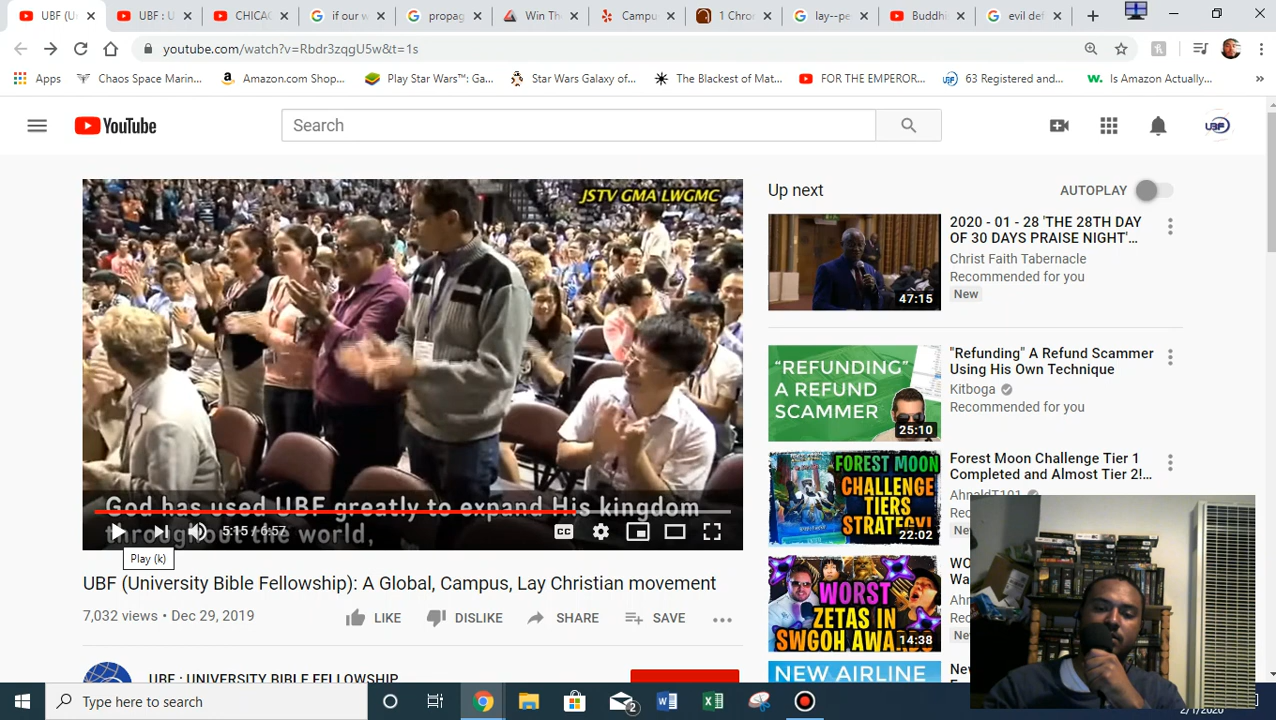 UBF (U
UBF : U
CHICAG
if our w
propag
Win The
Campu
1 Chron
lay--pe
Buddhi
evil def
youtube.com/watch?v=Rbdr3zqgU5w&t=1s
Apps
Chaos Space Marin...
Amazon.com Shop...
Play Star Wars™: Ga...
Star Wars Galaxy of...
The Blackest of Mat...
FOR THE EMPEROR...
63 Registered and...
Is Amazon Actually...
YouTube
Search
UBF
JSTV GMA LWGMC
God has used UBF greatly to expand His kingdom
throughout the world,
5:15 / 6:57
CC
Play (k)
UBF (University Bible Fellowship): A Global, Campus, Lay Christian movement
7,032 views • Dec 29, 2019
LIKE
DISLIKE
SHARE
SAVE
UBF : UNIVERSITY BIBLE FELLOWSHIP
Up next
AUTOPLAY
2020 - 01 - 28 'THE 28TH DAY
OF 30 DAYS PRAISE NIGHT'...
Christ Faith Tabernacle
Recommended for you
New
47:15
"REFUNDING"
A REFUND
SCAMMER
25:10
"Refunding" A Refund Scammer
Using His Own Technique
Kitboga
Recommended for you
FOREST MOON
CHALLENGE
TIERS
STRATEGY!
22:02
Forest Moon Challenge Tier 1
Completed and Almost Tier 2!...
AhnaldT101
WORST
ZETAS IN
SWGOH AWARDS
14:38
NEW AIRLINE
Type here to search
2
2/1/2020